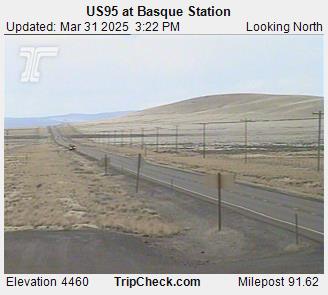 US95 at Basque Station
Updated: Mar 31 2025 3:22 PM Looking North
Elevation 4460 TripCheck.com Milepost 91.62